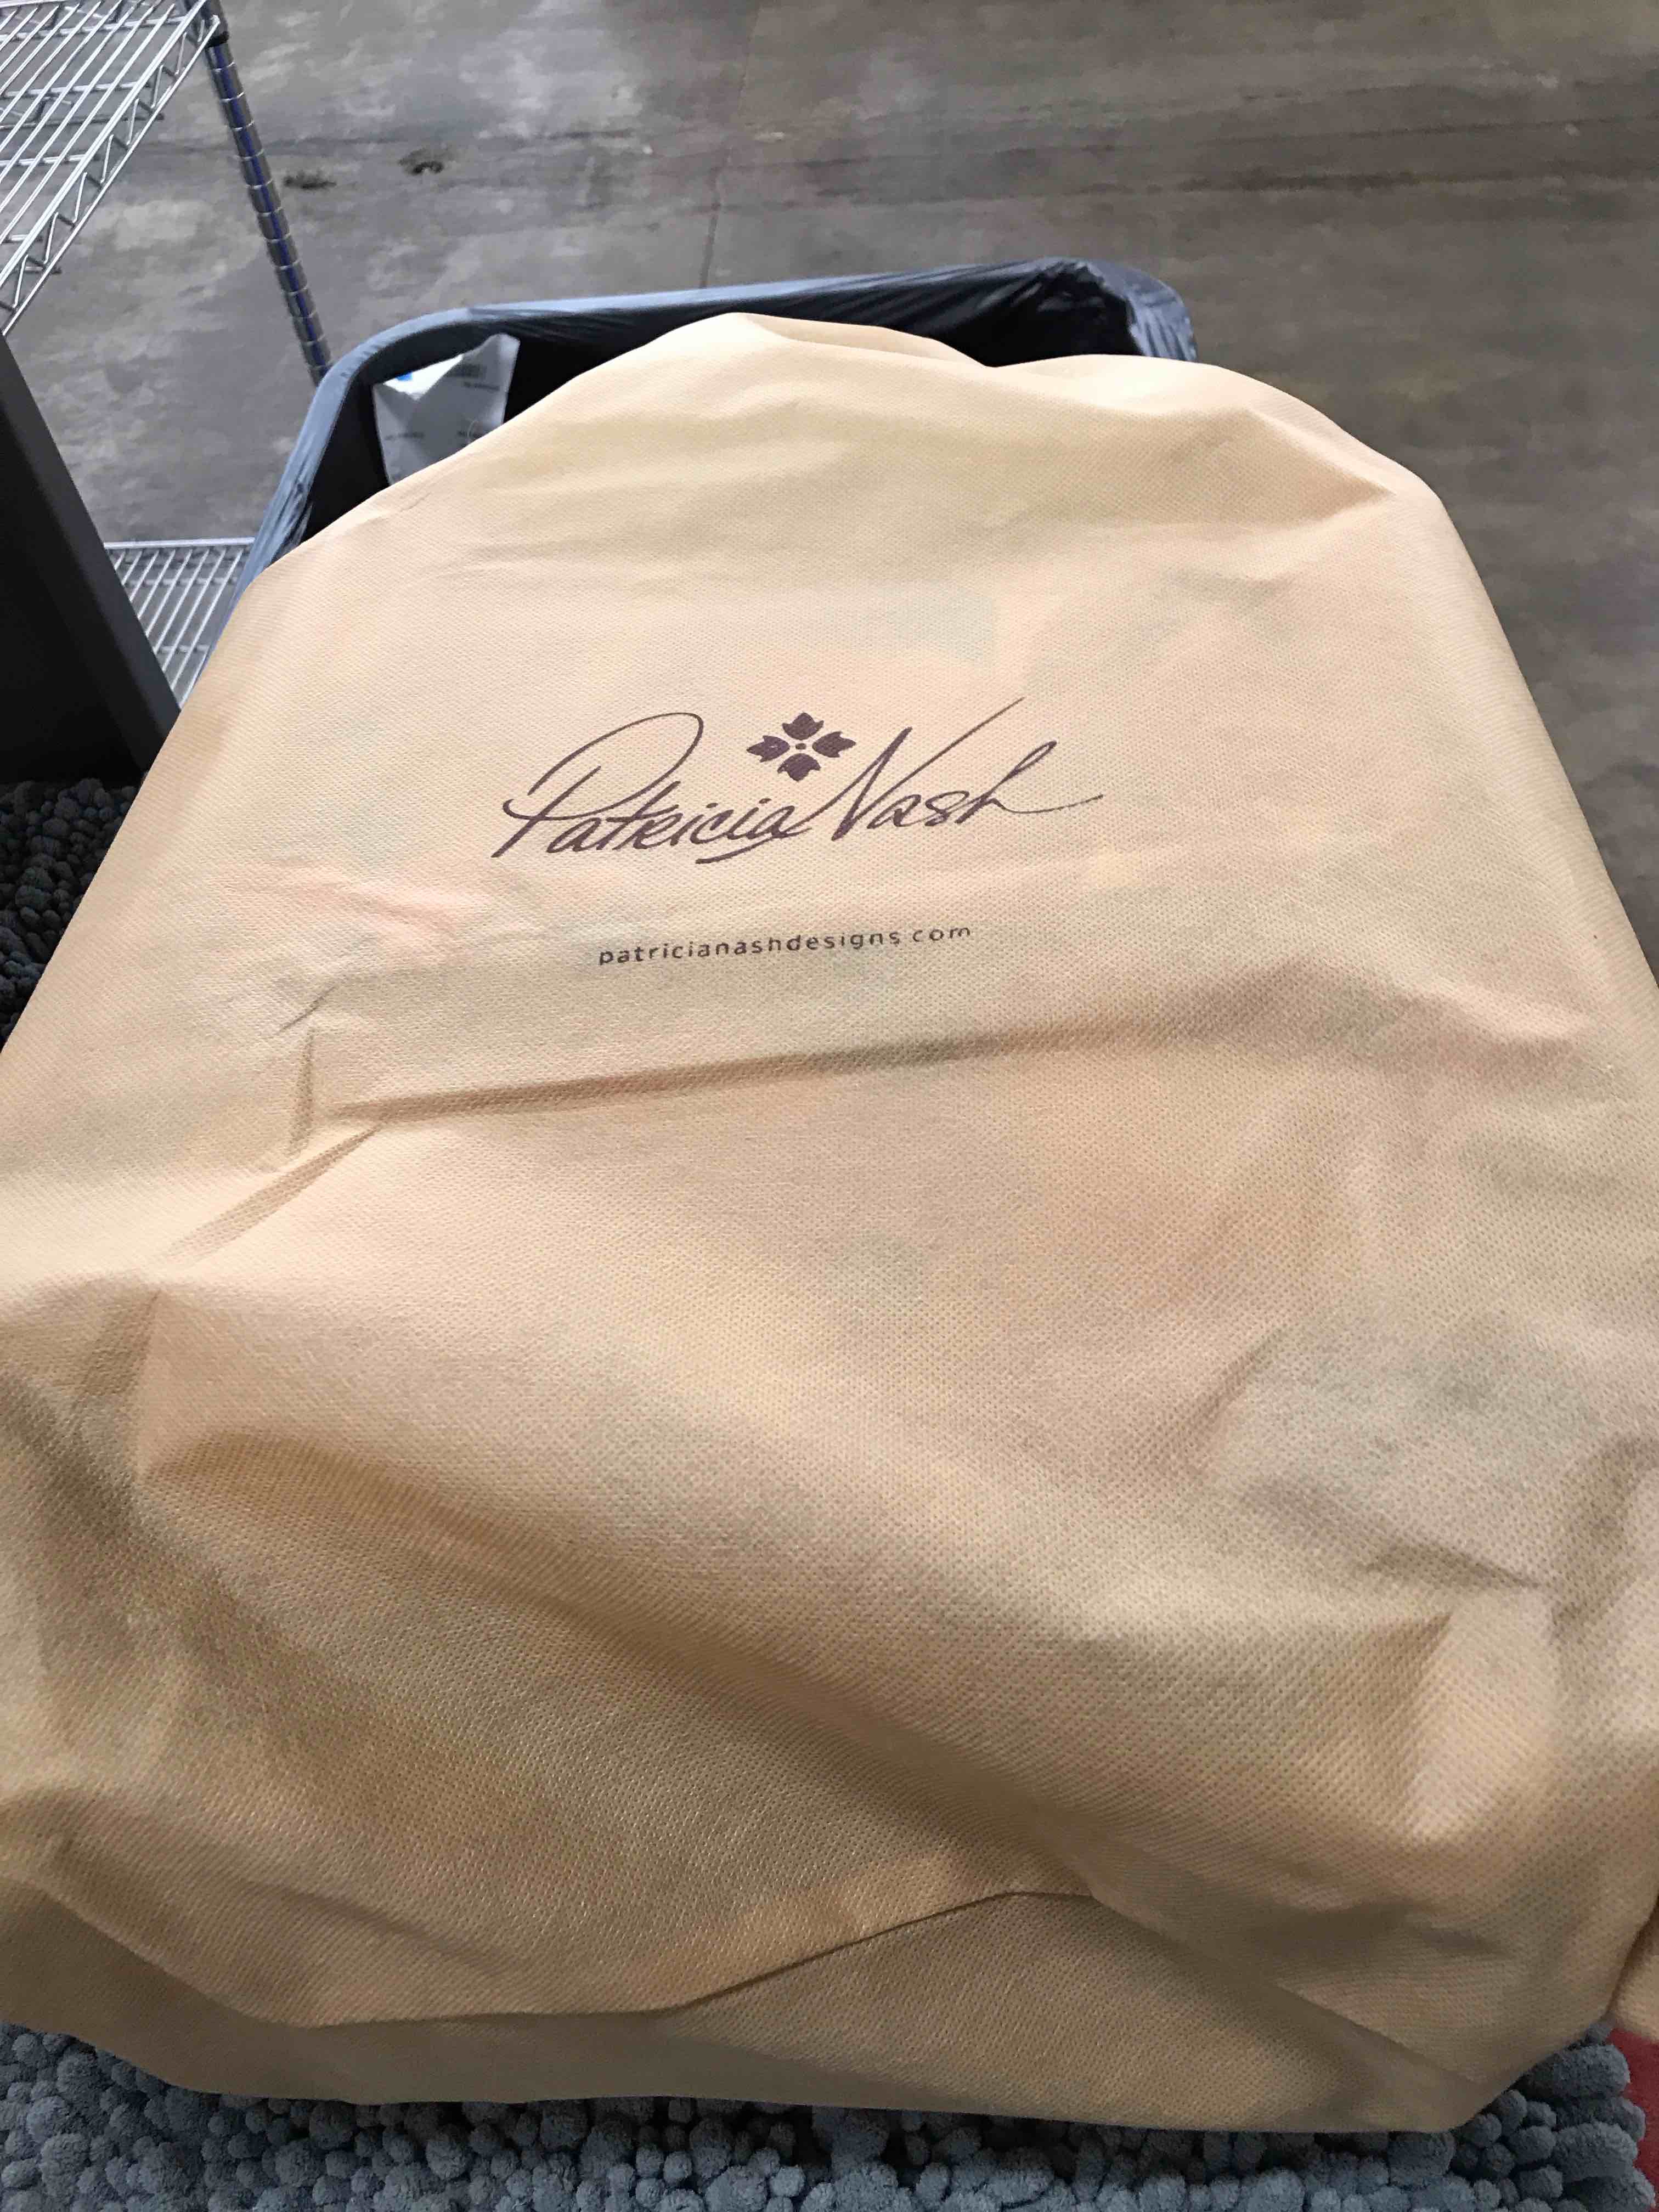 Patricia Nash
patricianashdesigns.com